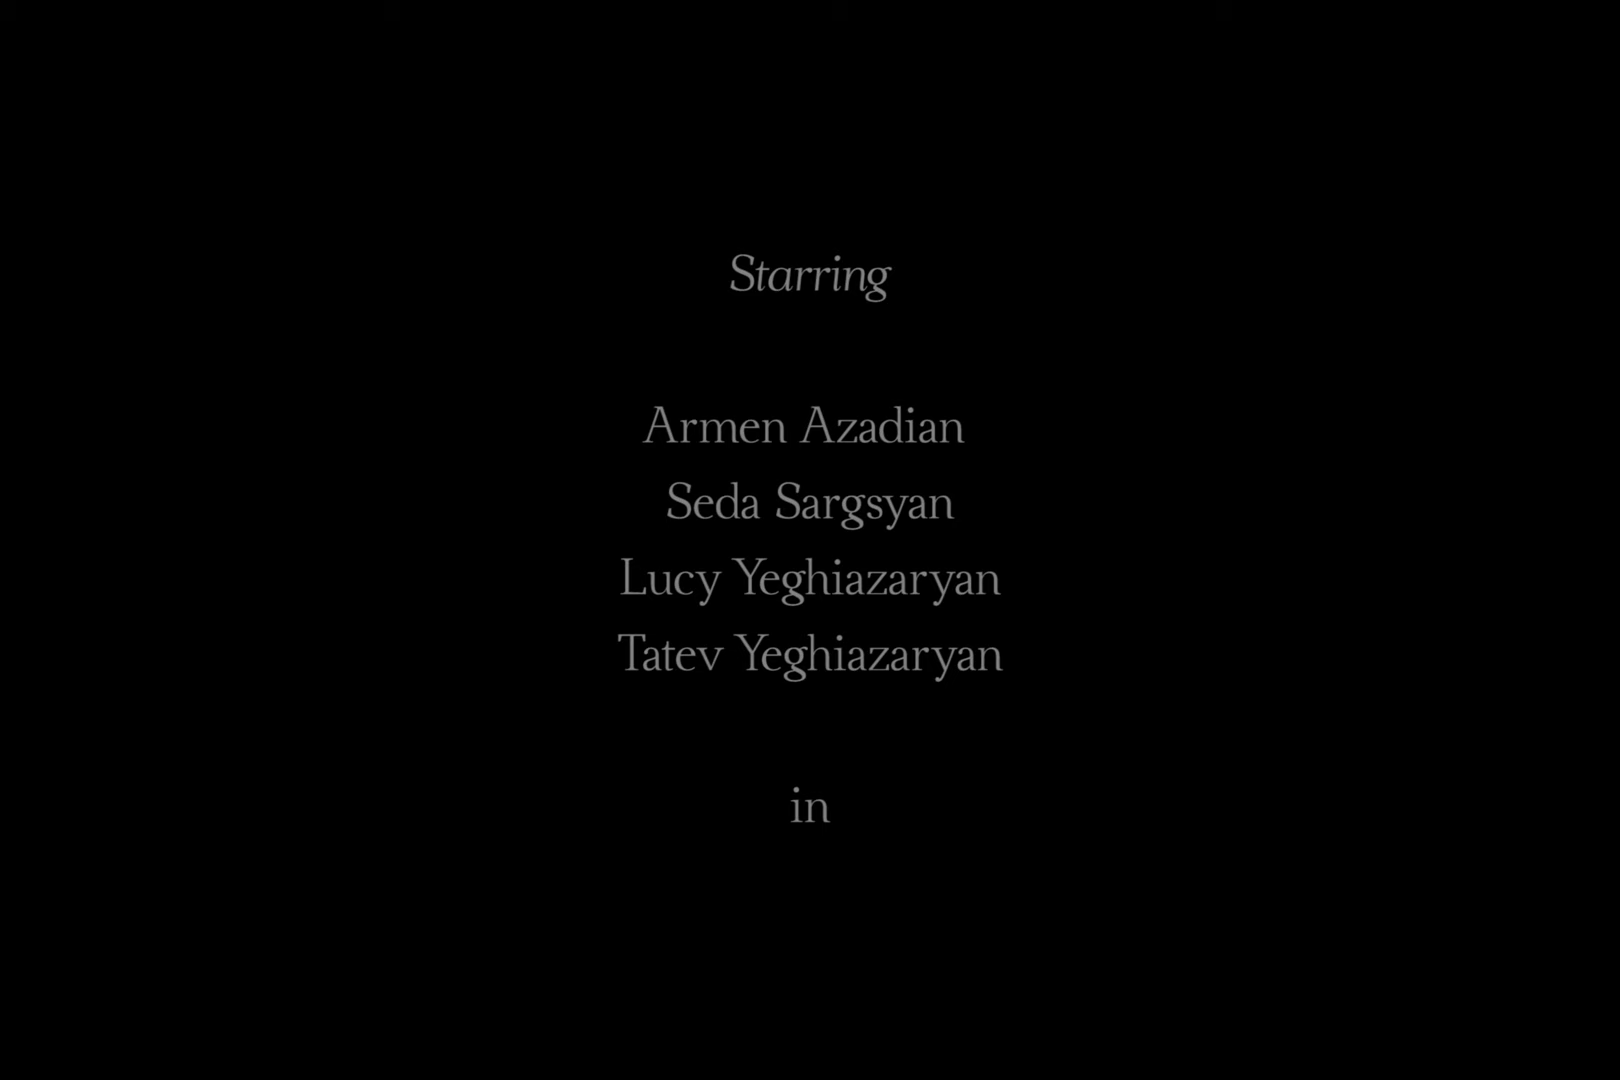 Starring
Armen Azadian
Seda Sargsyan
Lucy Yeghiazaryan
Tatev Yeghiazaryan
in